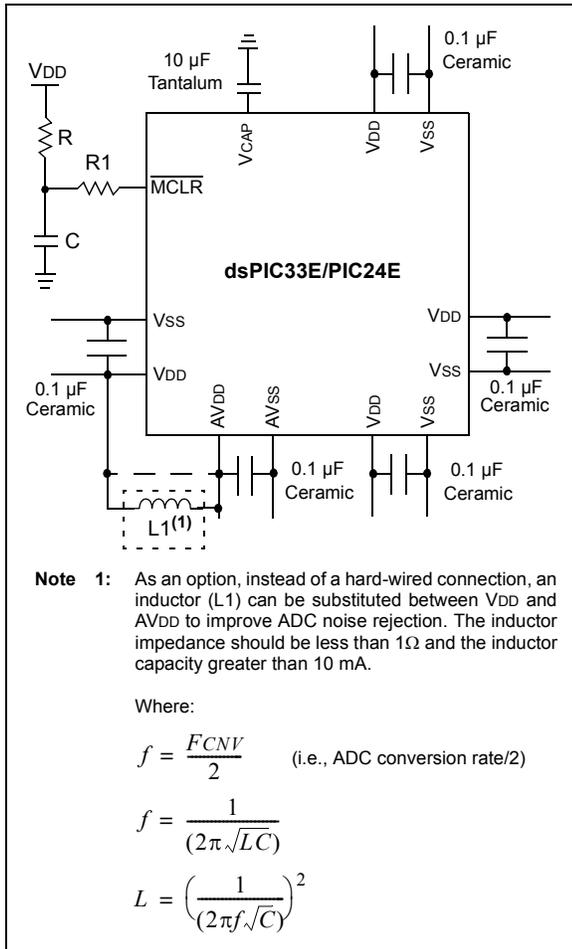 0.1 µF
Ceramic
10 µF
Tantalum
VDD
R
R1
C
VCAP
VDD
VSS
MCLR
dsPIC33E/PIC24E
VSS
VDD
0.1 µF
Ceramic
VDD
VSS
0.1 µF
Ceramic
AVDD
AVSS
VDD
VSS
0.1 µF
Ceramic
0.1 µF
Ceramic
L1(1)
Note 1: As an option, instead of a hard-wired connection, an
inductor (L1) can be substituted between VDD and
AVDD to improve ADC noise rejection. The inductor
impedance should be less than 1Ω and the inductor
capacity greater than 10 mA.
Where:
f = FCNV / 2 (i.e., ADC conversion rate/2)
f = 1 / (2π√LC)
L = (1 / (2πf√C))²